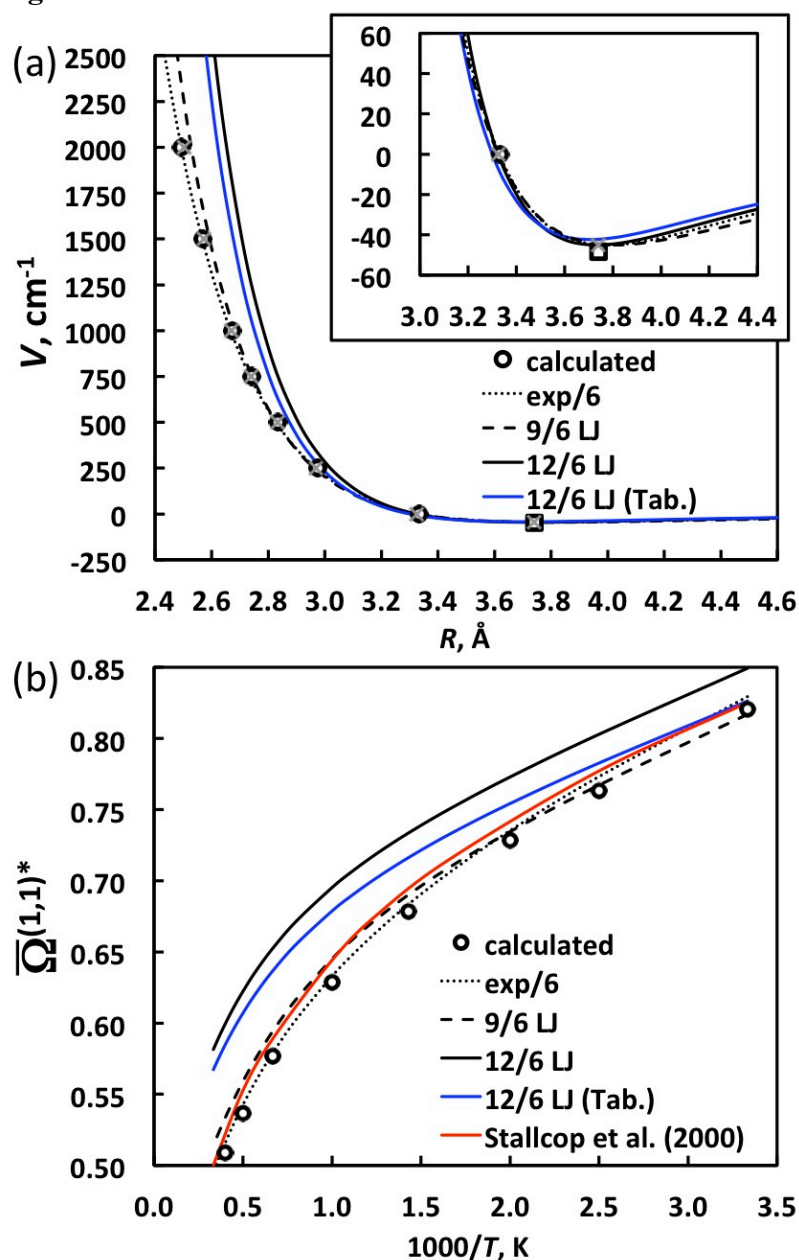 (a)
2500
2250
2000
1750
1500
1250
1000
750
500
250
0
-250
V, cm-1
2.4 2.6 2.8 3.0 3.2 3.4 3.6 3.8 4.0 4.2 4.4 4.6
R, Å
60
40
20
0
-20
-40
-60
3.0 3.2 3.4 3.6 3.8 4.0 4.2 4.4
calculated
exp/6
9/6 LJ
12/6 LJ
12/6 LJ (Tab.)
(b)
0.85
0.80
0.75
0.70
0.65
0.60
0.55
0.50
Ω̅(1,1)*
0.0 0.5 1.0 1.5 2.0 2.5 3.0 3.5
1000/T, K
calculated
exp/6
9/6 LJ
12/6 LJ
12/6 LJ (Tab.)
Stallcop et al. (2000)